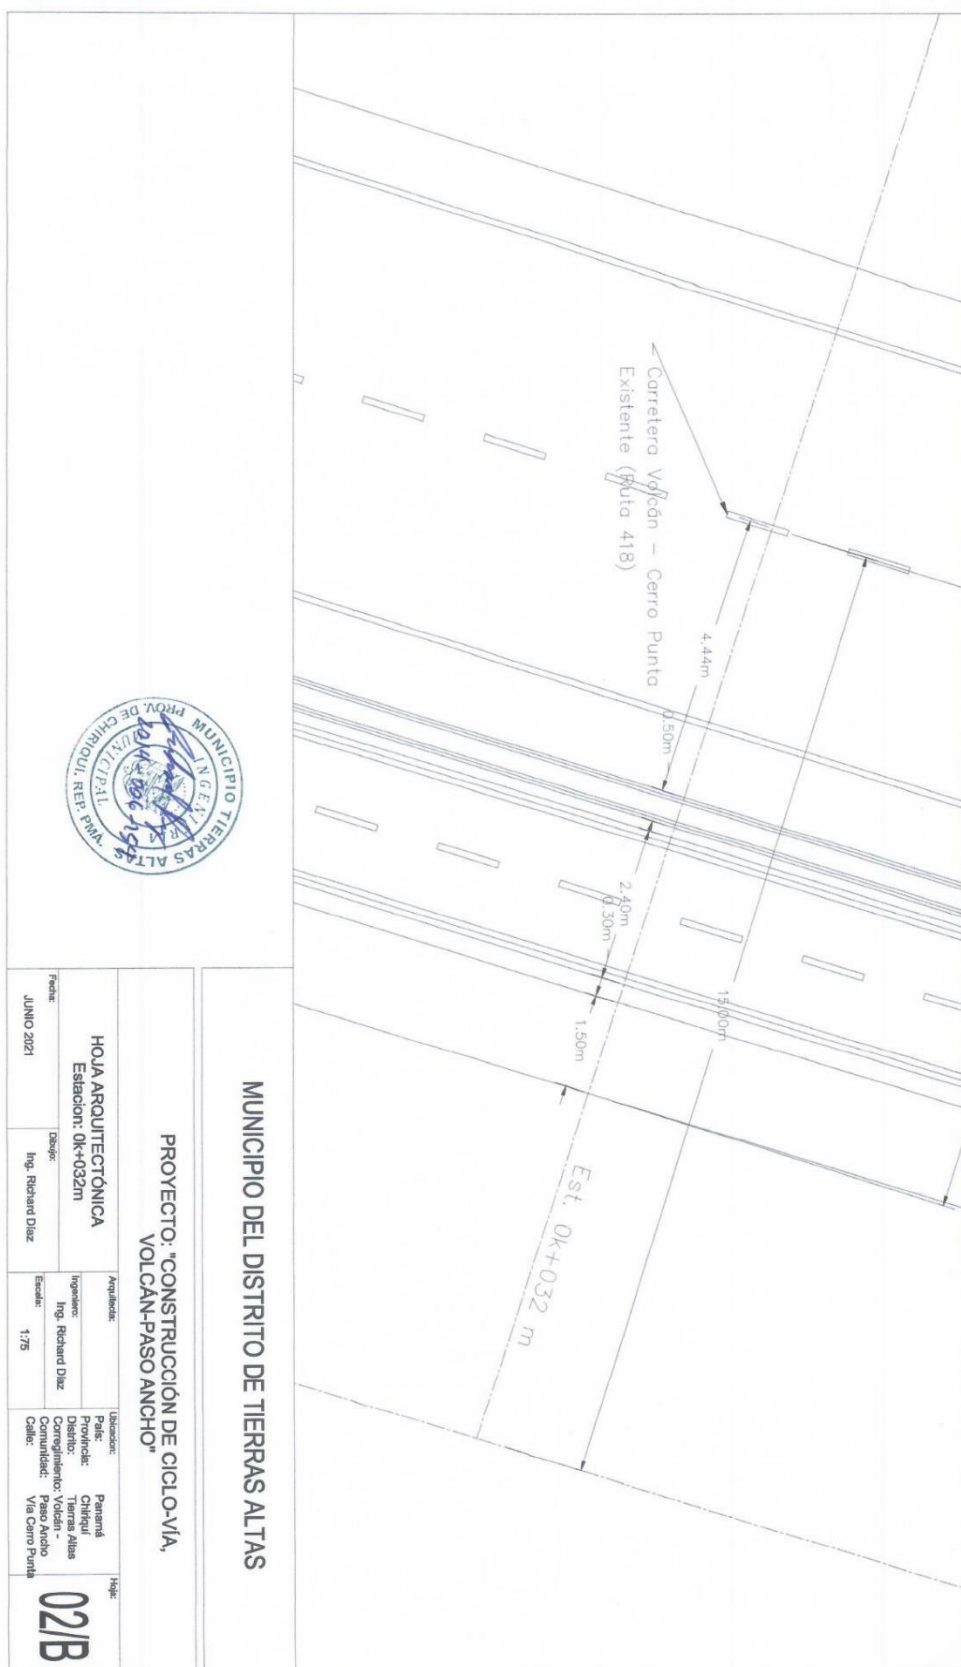 Carretera Volcán – Cerro Punta
Existente (Ruta 418)
4.44m
0.50m
2.40m
0.30m
1.50m
15.00m
Est. 0k+032 m
MUNICIPIO TIERRAS ALTAS
PROV. DE CHIRIQUI, REP. PMA.
MUNICIPAL
MUNICIPIO DEL DISTRITO DE TIERRAS ALTAS
PROYECTO: "CONSTRUCCIÓN DE CICLO-VÍA,
VOLCÁN-PASO ANCHO"
HOJA ARQUITECTÓNICA
Estacion: 0k+032m
Fecha:
JUNIO 2021
Dibujo:
Ing. Richard Díaz
Arquitecto:
Ingeniero:
Ing. Richard Díaz
Escala:
1:75
Ubicacion:
País: Panamá
Provincia: Chiriquí
Distrito: Tierras Altas
Corregimiento: Volcán -
Comunidad: Paso Ancho
Calle: Vía Cerro Punta
Hoja:
02/B